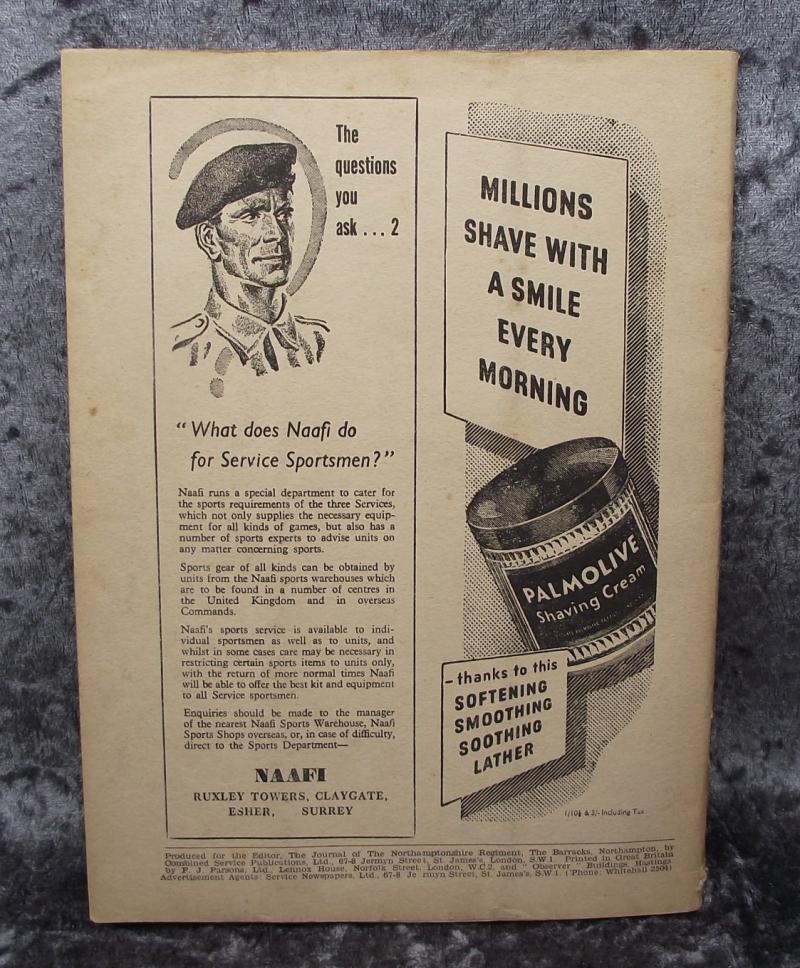 The
questions
you
ask . . . 2
“ What does Naafi do
for Service Sportsmen? ”
Naafi runs a special department to cater for
the sports requirements of the three Services,
which not only supplies the necessary equip-
ment for all kinds of games, but also has a
number of sports experts to advise units on
any matter concerning sports.
Sports gear of all kinds can be obtained by
units from the Naafi sports warehouses which
are to be found in a number of centres in
the United Kingdom and in overseas
Commands.
Naafi's sports service is available to indi-
vidual sportsmen as well as to units, and
whilst in some cases care may be necessary in
restricting certain sports items to units only,
with the return of more normal times Naafi
will be able to offer the best kit and equipment
to all Service sportsmen.
Enquiries should be made to the manager
of the nearest Naafi Sports Warehouse, Naafi
Sports Shops overseas, or, in case of difficulty,
direct to the Sports Department—
NAAFI
RUXLEY TOWERS, CLAYGATE,
ESHER, SURREY
MILLIONS
SHAVE WITH
A SMILE
EVERY
MORNING
PALMOLIVE
Shaving Cream
– thanks to this
SOFTENING
SMOOTHING
SOOTHING
LATHER
1/10½ & 3/- Including Tax
Produced for the Editor, The Journal of The Northamptonshire Regiment, The Barracks, Northampton, by
Combined Service Publications, Ltd., 67-8 Jermyn Street, St. James's, London, S.W.1. Printed in Great Britain
by F. J. Parsons, Ltd., Lennox House, Norfolk Street, London, W.C.2, and " Observer " Buildings, Hastings.
Advertisement Agents: Service Newspapers, Ltd., 67-8 Je rmyn Street, St. James's, S.W.1. ('Phone: Whitehall 2504)